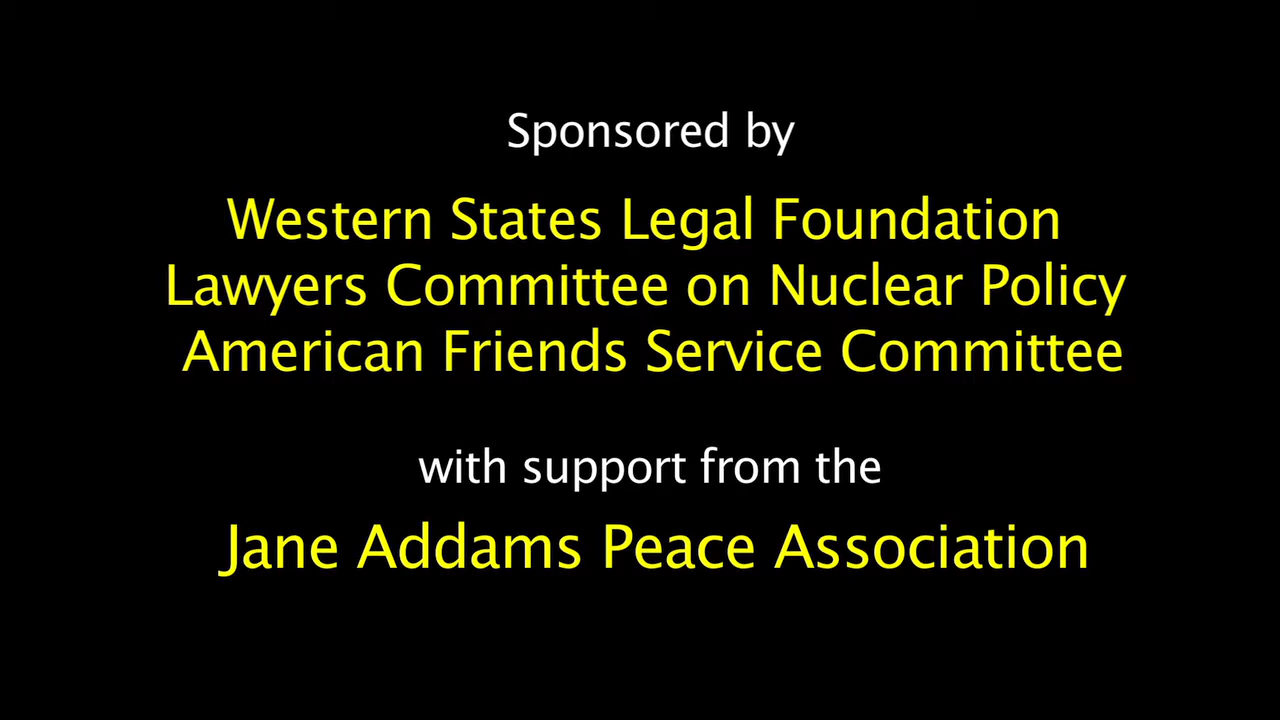 Sponsored by
Western States Legal Foundation
Lawyers Committee on Nuclear Policy
American Friends Service Committee
with support from the
Jane Addams Peace Association